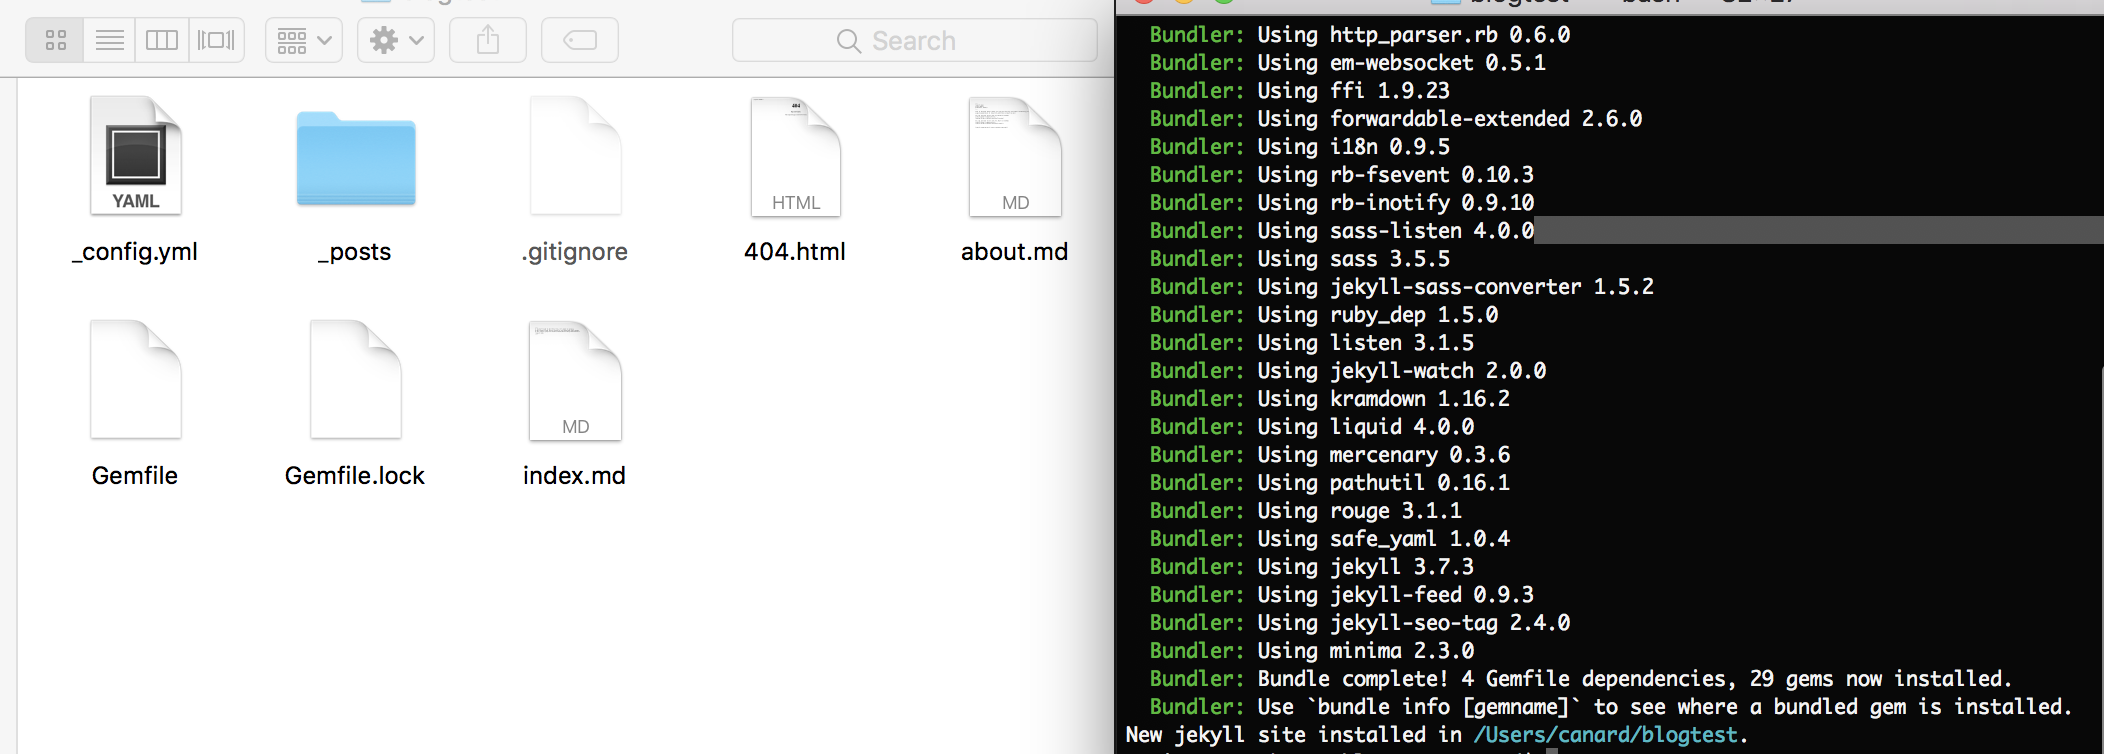 Search
YAML
_config.yml
_posts
.gitignore
404
HTML
404.html
MD
about.md
Gemfile
Gemfile.lock
MD
index.md
Bundler: Using http_parser.rb 0.6.0
Bundler: Using em-websocket 0.5.1
Bundler: Using ffi 1.9.23
Bundler: Using forwardable-extended 2.6.0
Bundler: Using i18n 0.9.5
Bundler: Using rb-fsevent 0.10.3
Bundler: Using rb-inotify 0.9.10
Bundler: Using sass-listen 4.0.0
Bundler: Using sass 3.5.5
Bundler: Using jekyll-sass-converter 1.5.2
Bundler: Using ruby_dep 1.5.0
Bundler: Using listen 3.1.5
Bundler: Using jekyll-watch 2.0.0
Bundler: Using kramdown 1.16.2
Bundler: Using liquid 4.0.0
Bundler: Using mercenary 0.3.6
Bundler: Using pathutil 0.16.1
Bundler: Using rouge 3.1.1
Bundler: Using safe_yaml 1.0.4
Bundler: Using jekyll 3.7.3
Bundler: Using jekyll-feed 0.9.3
Bundler: Using jekyll-seo-tag 2.4.0
Bundler: Using minima 2.3.0
Bundler: Bundle complete! 4 Gemfile dependencies, 29 gems now installed.
Bundler: Use `bundle info [gemname]` to see where a bundled gem is installed.
New jekyll site installed in /Users/canard/blogtest.